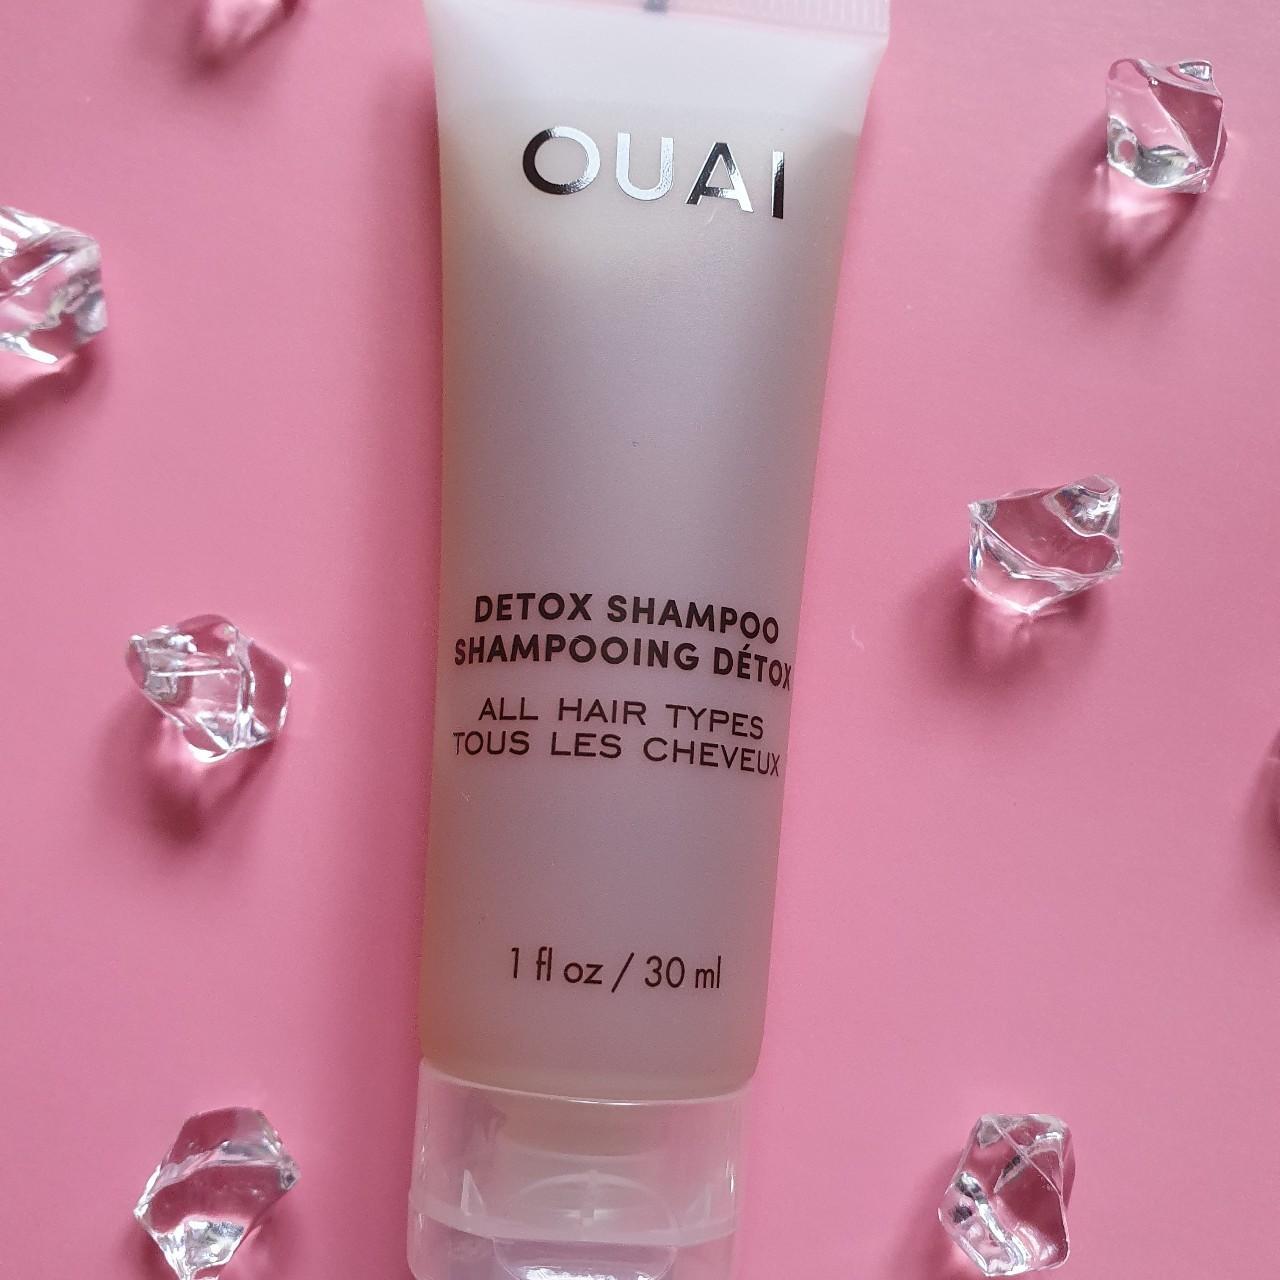 OUAI
DETOX SHAMPOO
SHAMPOOING DÉTOX
ALL HAIR TYPES
TOUS LES CHEVEUX
1 fl oz / 30 ml